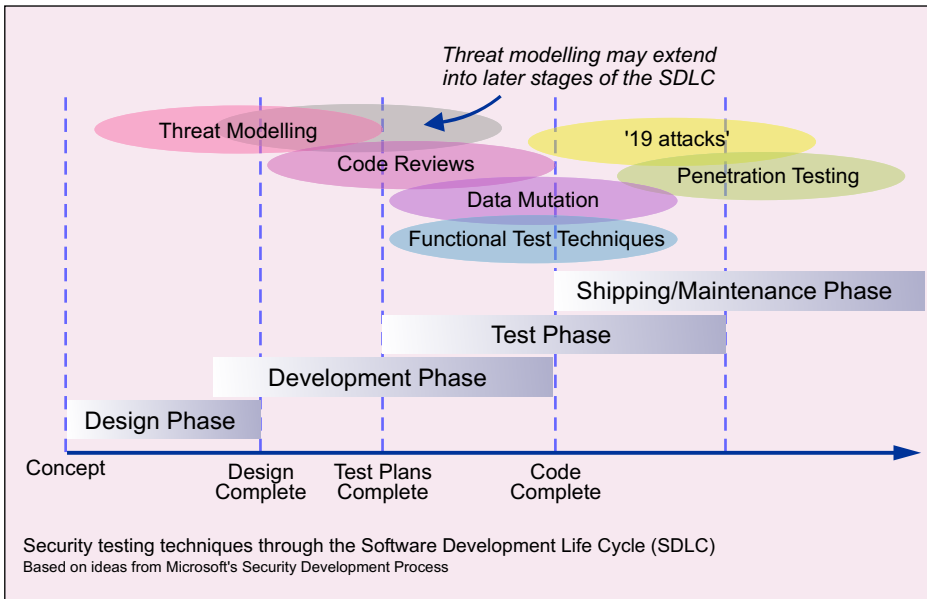 Threat modelling may extend
into later stages of the SDLC
Threat Modelling
'19 attacks'
Code Reviews
Penetration Testing
Data Mutation
Functional Test Techniques
Shipping/Maintenance Phase
Test Phase
Development Phase
Design Phase
Concept
Design
Complete
Test Plans
Complete
Code
Complete
Security testing techniques through the Software Development Life Cycle (SDLC)
Based on ideas from Microsoft's Security Development Process